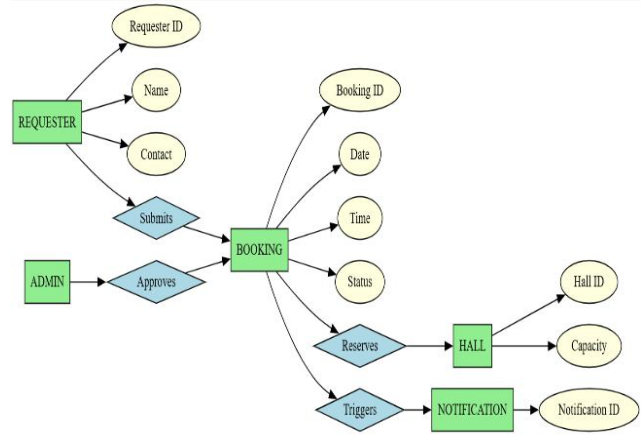 Requester ID
Name
REQUESTER
Contact
Submits
ADMIN
Approves
BOOKING
Booking ID
Date
Time
Status
Reserves
HALL
Hall ID
Capacity
Triggers
NOTIFICATION
Notification ID